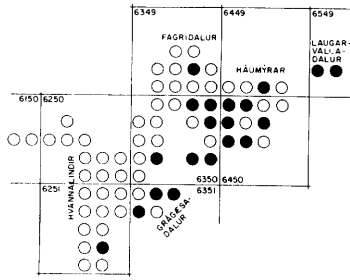 6349
6449
6549
FAGRIDALUR
LAUGAR-
VALLA-
DALUR
HÁUMÝRAR
6150
6250
HVANNALINDIR
6251
6350
6450
6351
GRÁGÆSA-
DALUR